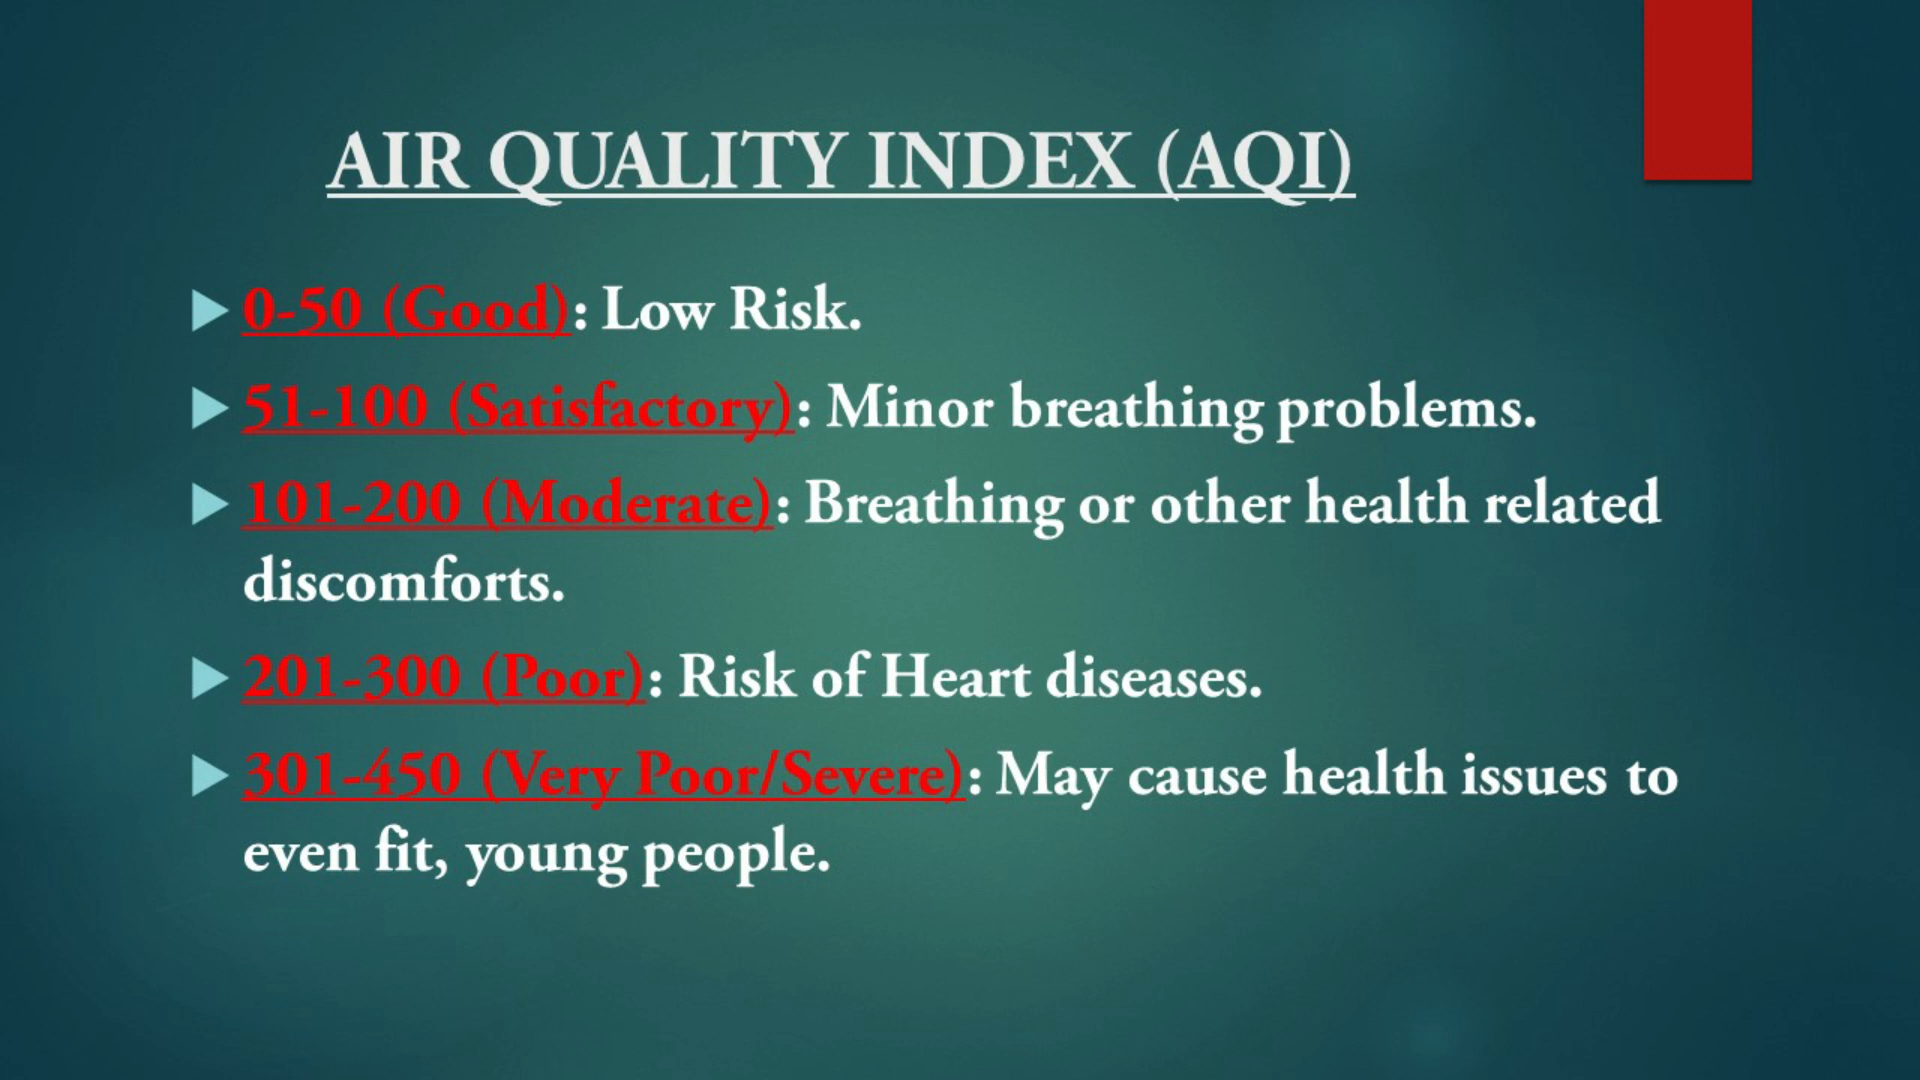 AIR QUALITY INDEX (AQI)
0-50 (Good): Low Risk.
51-100 (Satisfactory): Minor breathing problems.
101-200 (Moderate): Breathing or other health related
discomforts.
201-300 (Poor): Risk of Heart diseases.
301-450 (Very Poor/Severe): May cause health issues to
even fit, young people.